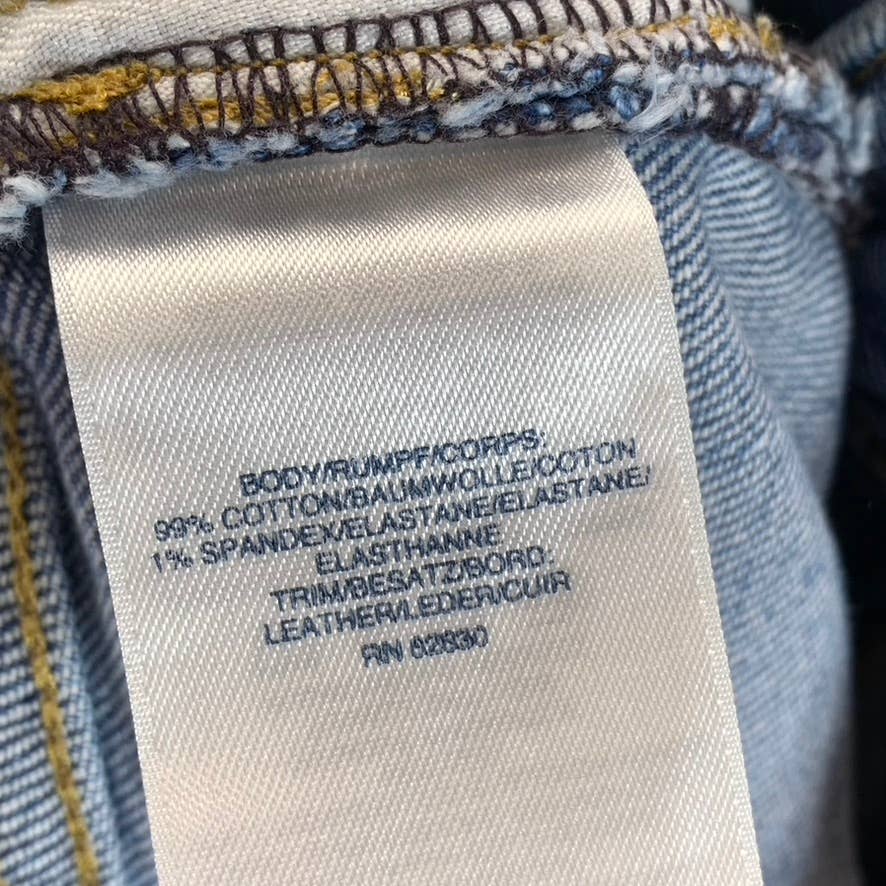 BODY/RUMPF/CORPS:
99% COTTON/BAUMWOLLE/COTON
1% SPANDEX/ELASTANE/ELASTANE/
ELASTHANNE
TRIM/BESATZ/BORD:
LEATHER/LEDER/CUIR
RN